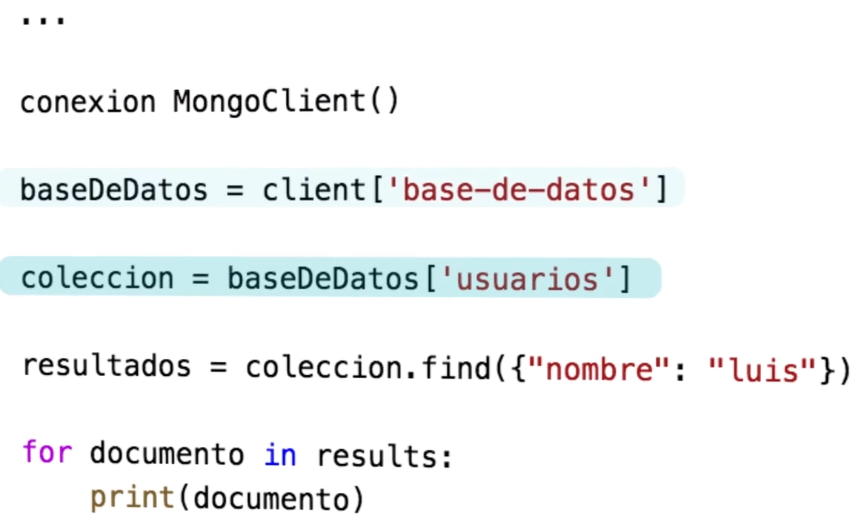 ...
conexion MongoClient()
baseDeDatos = client['base-de-datos']
coleccion = baseDeDatos['usuarios']
resultados = coleccion.find({"nombre": "luis"})
for documento in results:
    print(documento)